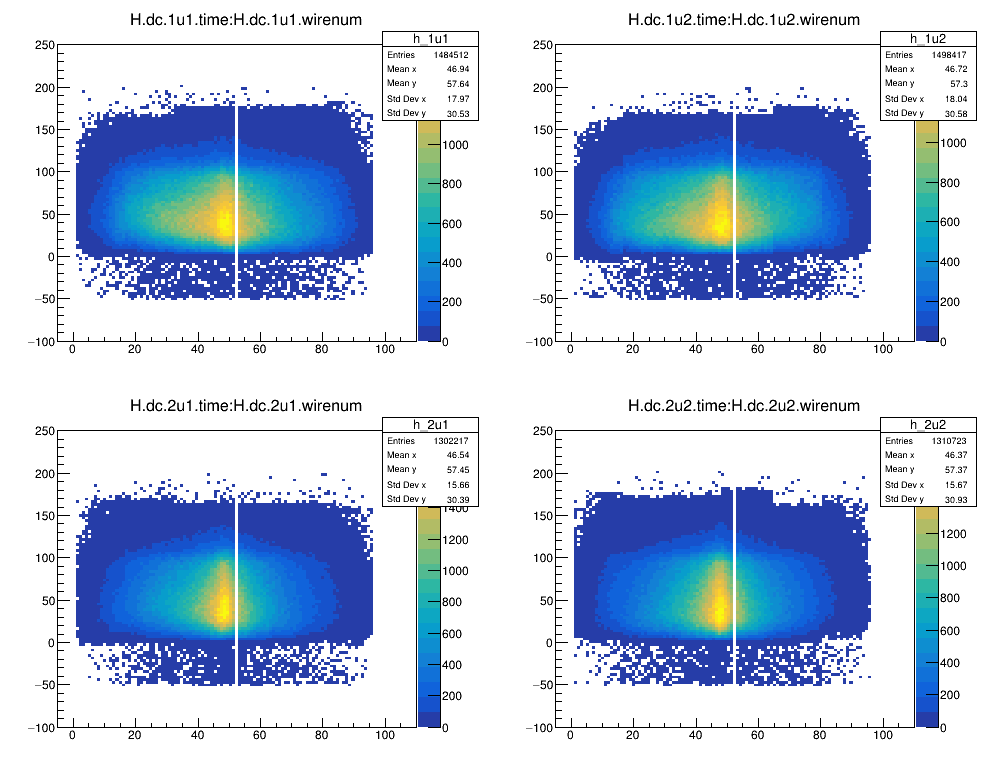 H.dc.1u1.time:H.dc.1u1.wirenum
h_1u1
Entries 1484512
Mean x 46.94
Mean y 57.64
Std Dev x 17.97
Std Dev y 30.53
250
200
150
100
50
0
−50
−100
0 20 40 60 80 100
1000
800
600
400
200
0
H.dc.1u2.time:H.dc.1u2.wirenum
h_1u2
Entries 1498417
Mean x 46.72
Mean y 57.3
Std Dev x 18.04
Std Dev y 30.58
250
200
150
100
50
0
−50
−100
0 20 40 60 80 100
1000
800
600
400
200
0
H.dc.2u1.time:H.dc.2u1.wirenum
h_2u1
Entries 1302217
Mean x 46.54
Mean y 57.45
Std Dev x 15.66
Std Dev y 30.39
250
200
150
100
50
0
−50
−100
0 20 40 60 80 100
1400
1200
1000
800
600
400
200
0
H.dc.2u2.time:H.dc.2u2.wirenum
h_2u2
Entries 1310723
Mean x 46.37
Mean y 57.37
Std Dev x 15.67
Std Dev y 30.93
250
200
150
100
50
0
−50
−100
0 20 40 60 80 100
1200
1000
800
600
400
200
0